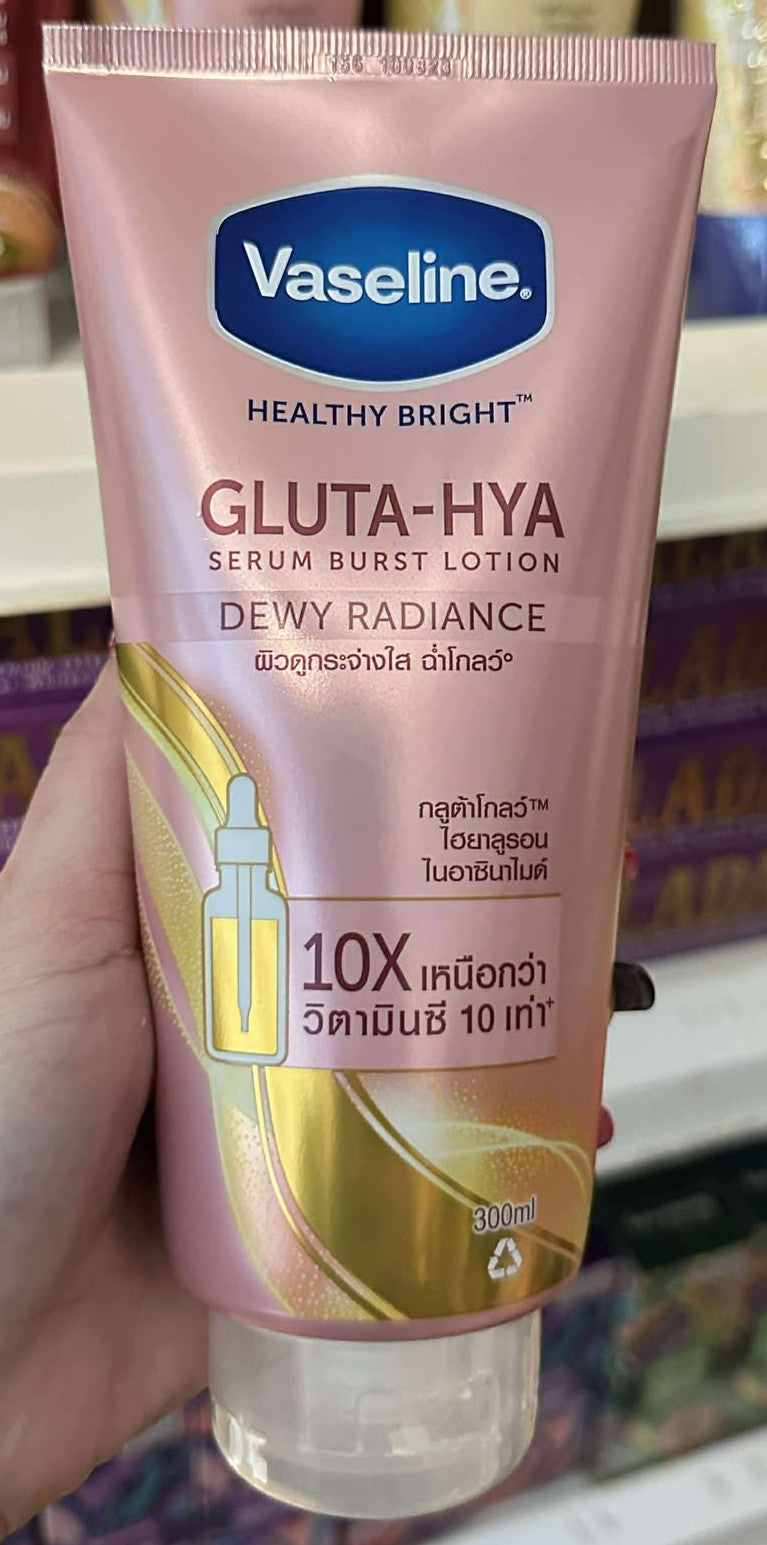 Vaseline®
HEALTHY BRIGHT™
GLUTA-HYA
SERUM BURST LOTION
DEWY RADIANCE
ผิวดูกระจ่างใส ฉ่ำโกลว์°
กลูต้าโกลว์™
ไฮยาลูรอน
ไนอาซินาไมด์
10X เหนือกว่า
วิตามินซี 10 เท่า⁺
300ml